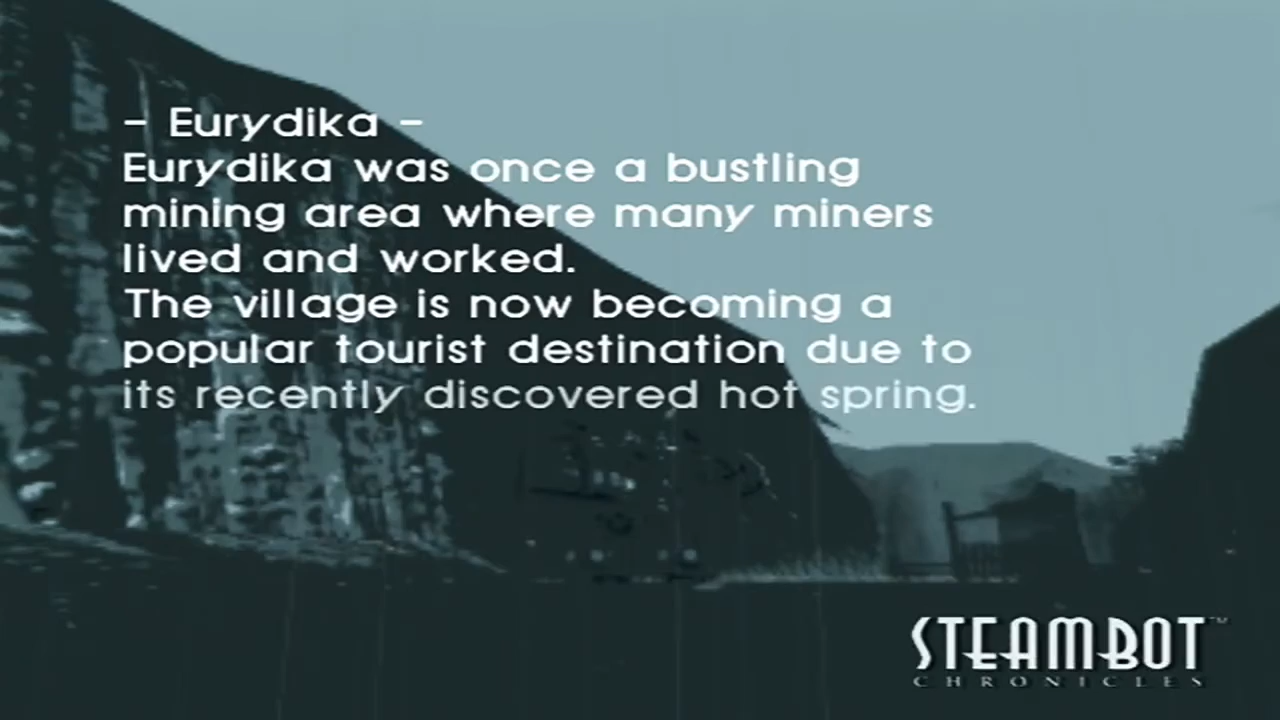 - Eurydika -
Eurydika was once a bustling
mining area where many miners
lived and worked.
The village is now becoming a
popular tourist destination due to
its recently discovered hot spring.
STEAMBOT™
CHRONICLES